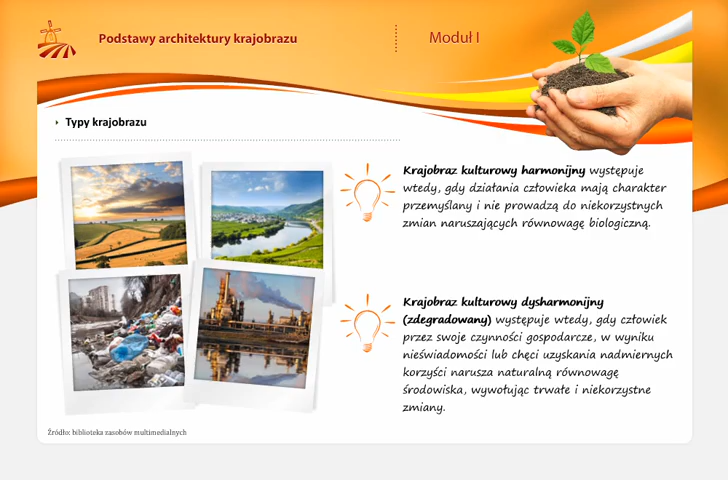 Podstawy architektury krajobrazu
Moduł I
Typy krajobrazu
Krajobraz kulturowy harmonijny występuje
wtedy, gdy działania człowieka mają charakter
przemyślany i nie prowadzą do niekorzystnych
zmian naruszających równowagę biologiczną.
Krajobraz kulturowy dysharmonijny
(zdegradowany) występuje wtedy, gdy człowiek
przez swoje czynności gospodarcze, w wyniku
nieświadomości lub chęci uzyskania nadmiernych
korzyści narusza naturalną równowagę
środowiska, wywołując trwałe i niekorzystne
zmiany.
Źródło: biblioteka zasobów multimedialnych